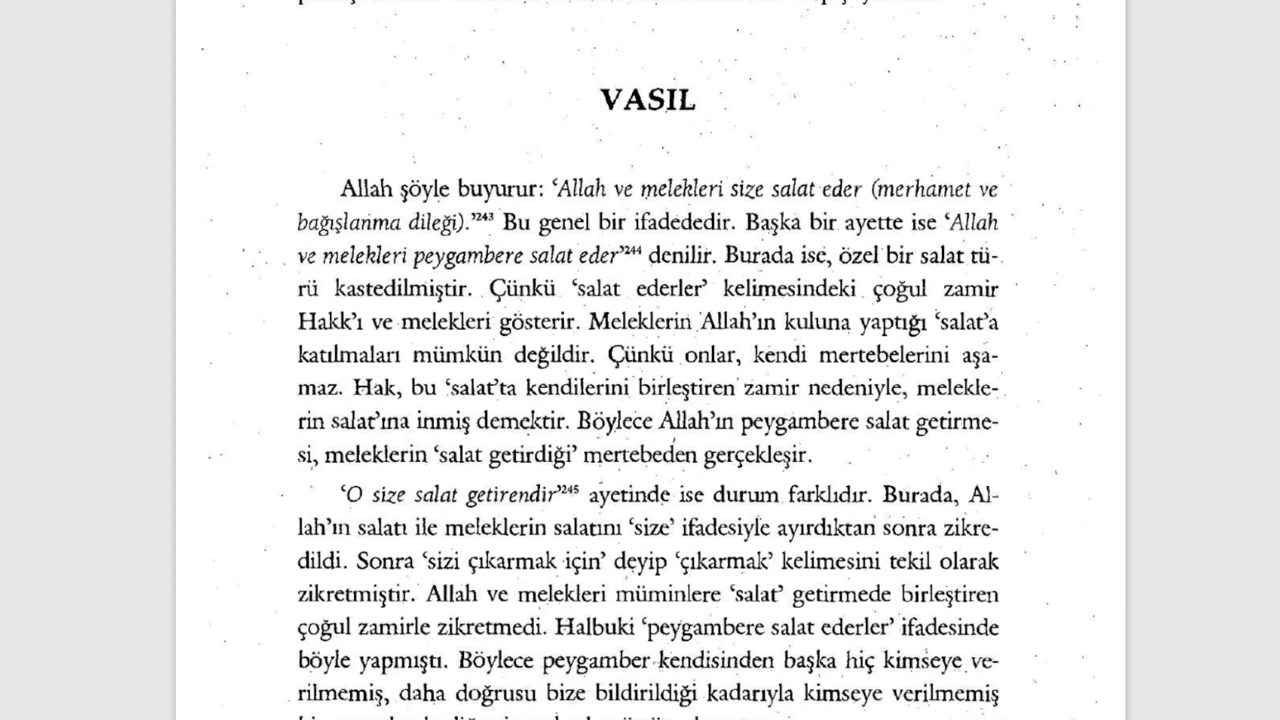 VASIL
Allah şöyle buyurur: ‘Allah ve melekleri size salat eder (merhamet ve
bağışlanma dileği).’²⁴³ Bu genel bir ifadededir. Başka bir ayette ise ‘Allah
ve melekleri peygambere salat eder’²⁴⁴ denilir. Burada ise, özel bir salat tü-
rü kastedilmiştir. Çünkü ‘salat ederler’ kelimesindeki çoğul zamir
Hakk’ı ve melekleri gösterir. Meleklerin Allah’ın kuluna yaptığı ‘salat’a
katılmaları mümkün değildir. Çünkü onlar, kendi mertebelerini aşa-
maz. Hak, bu ‘salat’ta kendilerini birleştiren zamir nedeniyle, melekle-
rin salat’ına inmiş demektir. Böylece Allah’ın peygambere salat getirme-
si, meleklerin ‘salat getirdiği’ mertebeden gerçekleşir.
‘O size salat getirendir’²⁴⁵ ayetinde ise durum farklıdır. Burada, Al-
lah’ın salatı ile meleklerin salatını ‘size’ ifadesiyle ayırdıktan sonra zikre-
dildi. Sonra ‘sizi çıkarmak için’ deyip ‘çıkarmak’ kelimesini tekil olarak
zikretmiştir. Allah ve melekleri müminlere ‘salat’ getirmede birleştiren
çoğul zamirle zikretmedi. Halbuki ‘peygambere salat ederler’ ifadesinde
böyle yapmıştı. Böylece peygamber kendisinden başka hiç kimseye ve-
rilmemiş, daha doğrusu bize bildirildiği kadarıyla kimseye verilmemiş